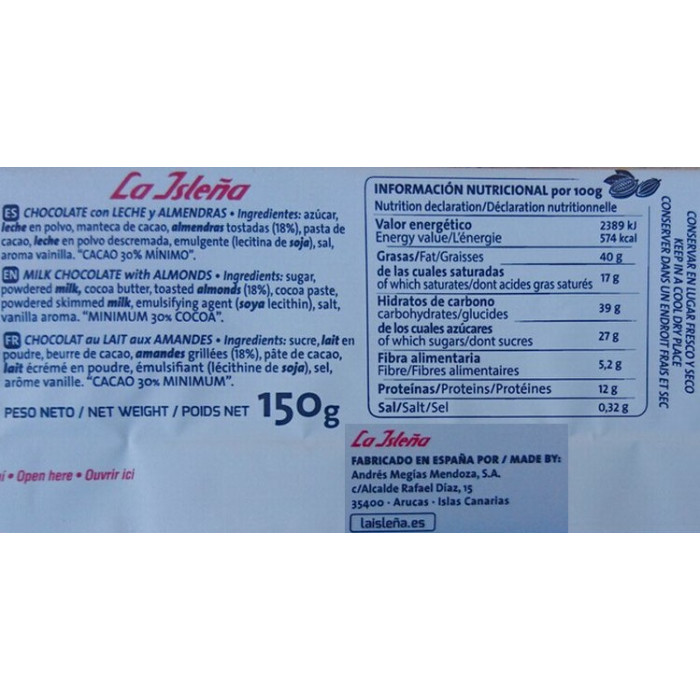 La Isleña
ES CHOCOLATE con LECHE y ALMENDRAS • Ingredientes: azúcar,
leche en polvo, manteca de cacao, almendras tostadas (18%), pasta de
cacao, leche en polvo descremada, emulgente (lecitina de soja), sal,
aroma vainilla. "CACAO 30% MÍNIMO".
EN MILK CHOCOLATE with ALMONDS • Ingredients: sugar,
powdered milk, cocoa butter, toasted almonds (18%), cocoa paste,
powdered skimmed milk, emulsifying agent (soya lecithin), salt,
vanilla aroma. "MINIMUM 30% COCOA".
FR CHOCOLAT au LAIT aux AMANDES • Ingredients: sucre, lait en
poudre, beurre de cacao, amandes grillées (18%), pâte de cacao,
lait écrémé en poudre, émulsifiant (lécithine de soja), sel,
arôme vanille. "CACAO 30% MINIMUM".
PESO NETO / NET WEIGHT / POIDS NET 150g
• Open here • Ouvrir ici
INFORMACIÓN NUTRICIONAL por 100g
Nutrition declaration/Déclaration nutritionnelle
Valor energético 2389 kJ
Energy value/L'énergie 574 kcal
Grasas/Fat/Graisses 40 g
de las cuales saturadas
of which saturates/dont acides gras saturés 17 g
Hidratos de carbono
carbohydrates/glucides 39 g
de los cuales azúcares
of which sugars/dont sucres 27 g
Fibra alimentaria
Fibre/Fibres alimentaires 5,2 g
Proteínas/Proteins/Protéines 12 g
Sal/Salt/Sel 0,32 g
CONSERVAR EN LUGAR FRESCO Y SECO
KEEP IN A COOL DRY PLACE
CONSERVER DANS UN ENDROIT FRAIS ET SEC
La Isleña
FABRICADO EN ESPAÑA POR / MADE BY:
Andrés Megías Mendoza, S.A.
c/Alcalde Rafael Díaz, 15
35400 - Arucas - Islas Canarias
laisleña.es